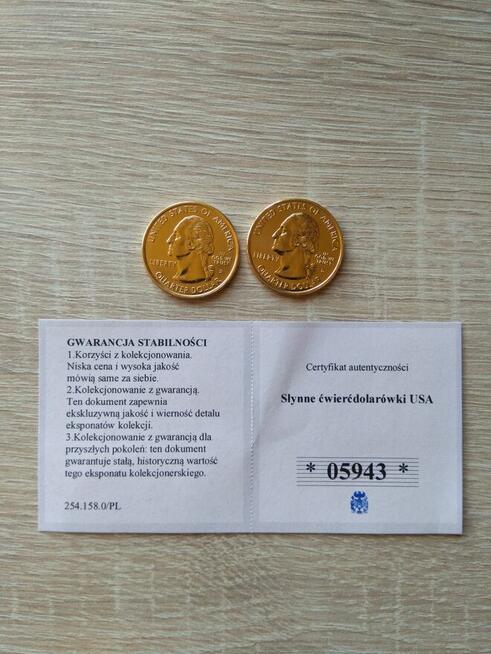 UNITED STATES OF AMERICA
LIBERTY
IN
GOD WE
TRUST
QUARTER DOLLAR
UNITED STATES OF AMERICA
LIBERTY
IN
GOD WE
TRUST
QUARTER DOLLAR
GWARANCJA STABILNOŚCI
1.Korzyści z kolekcjonowania.
Niska cena i wysoka jakość
mówią same za siebie.
2.Kolekcjonowanie z gwarancją.
Ten dokument zapewnia
ekskluzywną jakość i wierność detalu
eksponatów kolekcji.
3.Kolekcjonowanie z gwarancją dla
przyszłych pokoleń: ten dokument
gwarantuje stałą, historyczną wartość
tego eksponatu kolekcjonerskiego.
254.158.0/PL
Certyfikat autentyczności
Słynne ćwierćdolarówki USA
* 05943 *